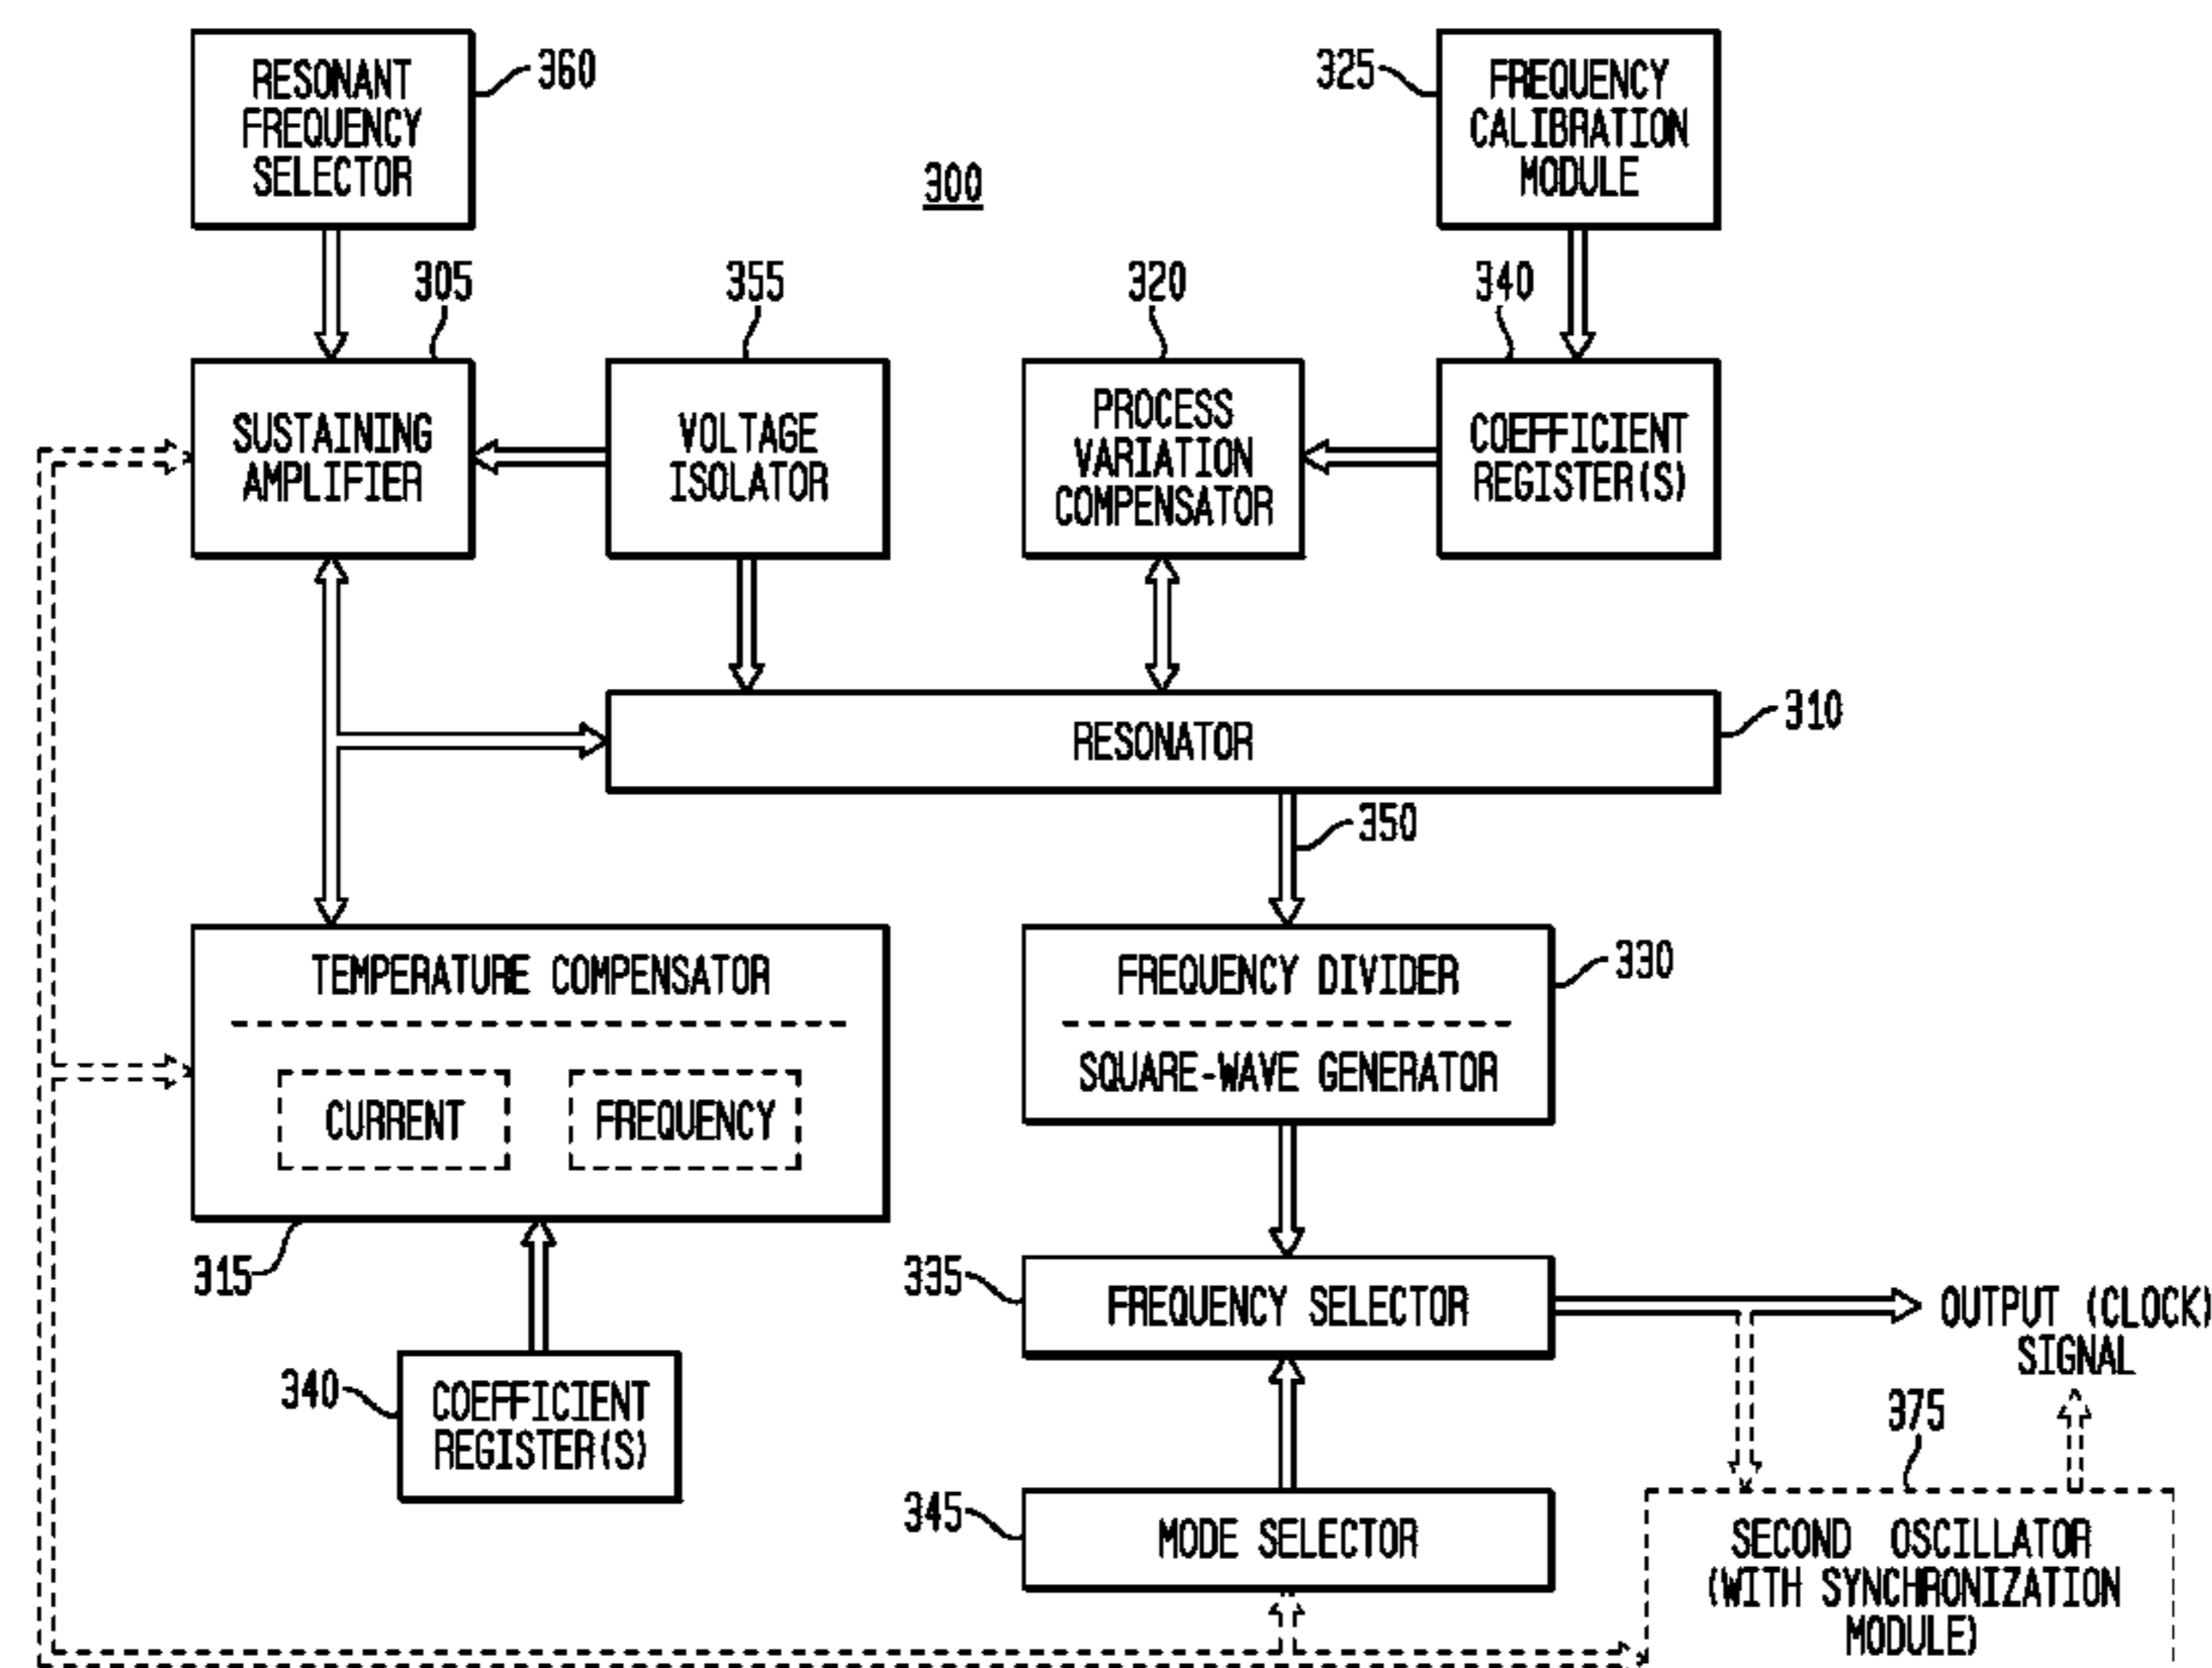 RESONANT
FREQUENCY
SELECTOR
360
300
325
FREQUENCY
CALIBRATION
MODULE
305
355
320
340
SUSTAINING
AMPLIFIER
VOLTAGE
ISOLATOR
PROCESS
VARIATION
COMPENSATOR
COEFFICIENT
REGISTER(S)
RESONATOR
310
350
TEMPERATURE COMPENSATOR
CURRENT
FREQUENCY
315
FREQUENCY DIVIDER
SQUARE-WAVE GENERATOR
330
335
FREQUENCY SELECTOR
OUTPUT (CLOCK)
SIGNAL
340
COEFFICIENT
REGISTER(S)
345
MODE SELECTOR
375
SECOND OSCILLATOR
(WITH SYNCHRONIZATION
MODULE)